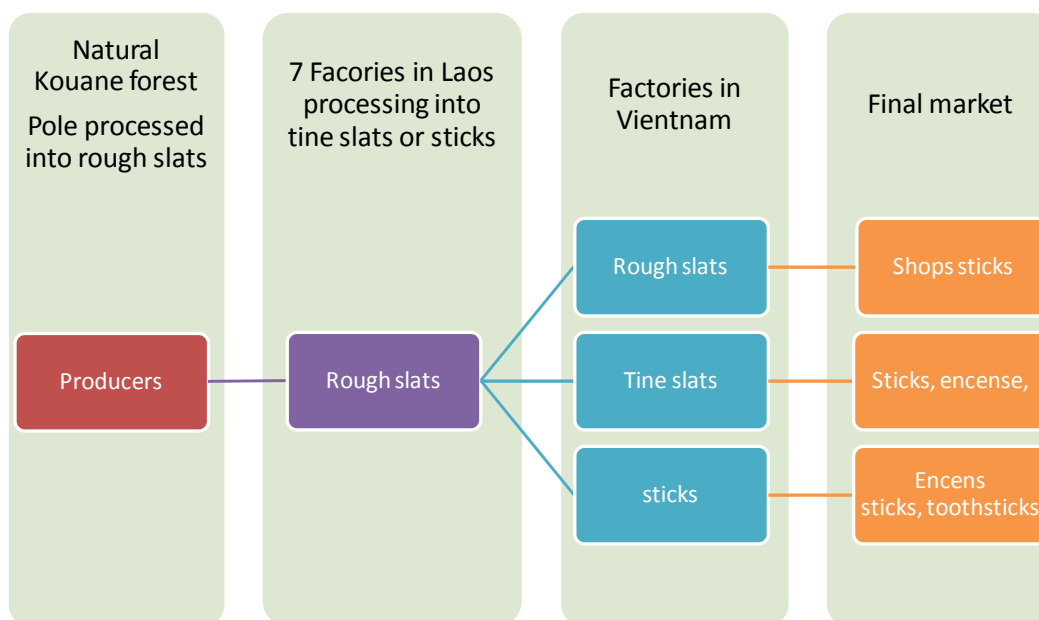 Natural
Kouane forest
Pole processed
into rough slats
7 Facories in Laos
processing into
tine slats or sticks
Factories in
Vientnam
Final market
Producers
Rough slats
Rough slats
Tine slats
sticks
Shops sticks
Sticks, encense,
Encens
sticks, toothsticks